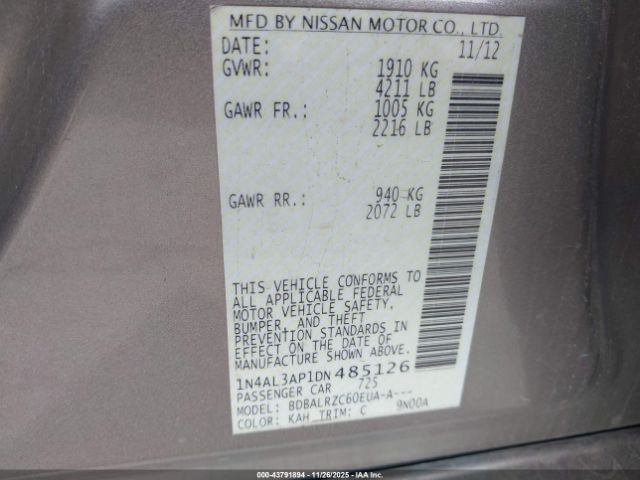 MFD BY NISSAN MOTOR CO., LTD.
DATE: 11/12
GVWR: 1910 KG
4211 LB
GAWR FR.: 1005 KG
2216 LB
GAWR RR.: 940 KG
2072 LB
THIS VEHICLE CONFORMS TO
ALL APPLICABLE FEDERAL
MOTOR VEHICLE SAFETY,
BUMPER, AND THEFT
PREVENTION STANDARDS IN
EFFECT ON THE DATE OF
MANUFACTURE SHOWN ABOVE.
1N4AL3AP1DN485126
PASSENGER CAR 725
MODEL: BDBALRZC60EUA-A---
COLOR: KAH TRIM: C 9N00A
000-43791894 | 11/26/2025 - IAAI.COM